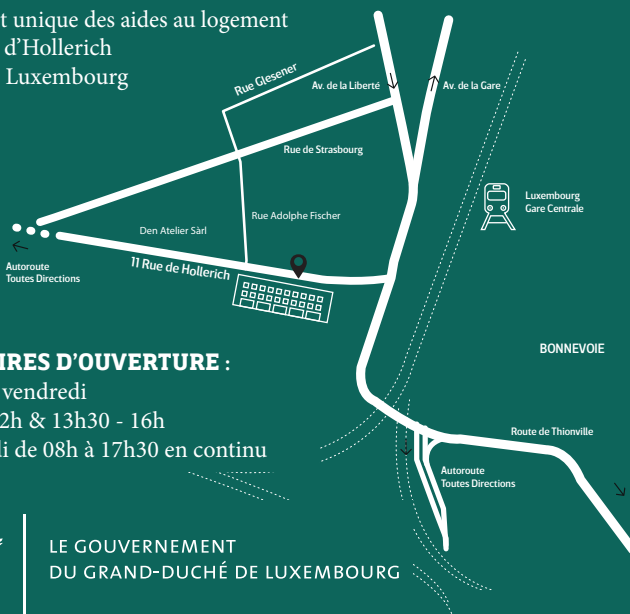 unique des aides au logement
d’Hollerich
Luxembourg
Rue Glesener
Av. de la Liberté
Av. de la Gare
Rue de Strasbourg
Luxembourg
Gare Centrale
Rue Adolphe Fischer
Den Atelier Sàrl
11 Rue de Hollerich
Autoroute
Toutes Directions
BONNEVOIE
IRES D’OUVERTURE :
vendredi
2h & 13h30 - 16h
di de 08h à 17h30 en continu
Route de Thionville
Autoroute
Toutes Directions
LE GOUVERNEMENT
DU GRAND-DUCHÉ DE LUXEMBOURG